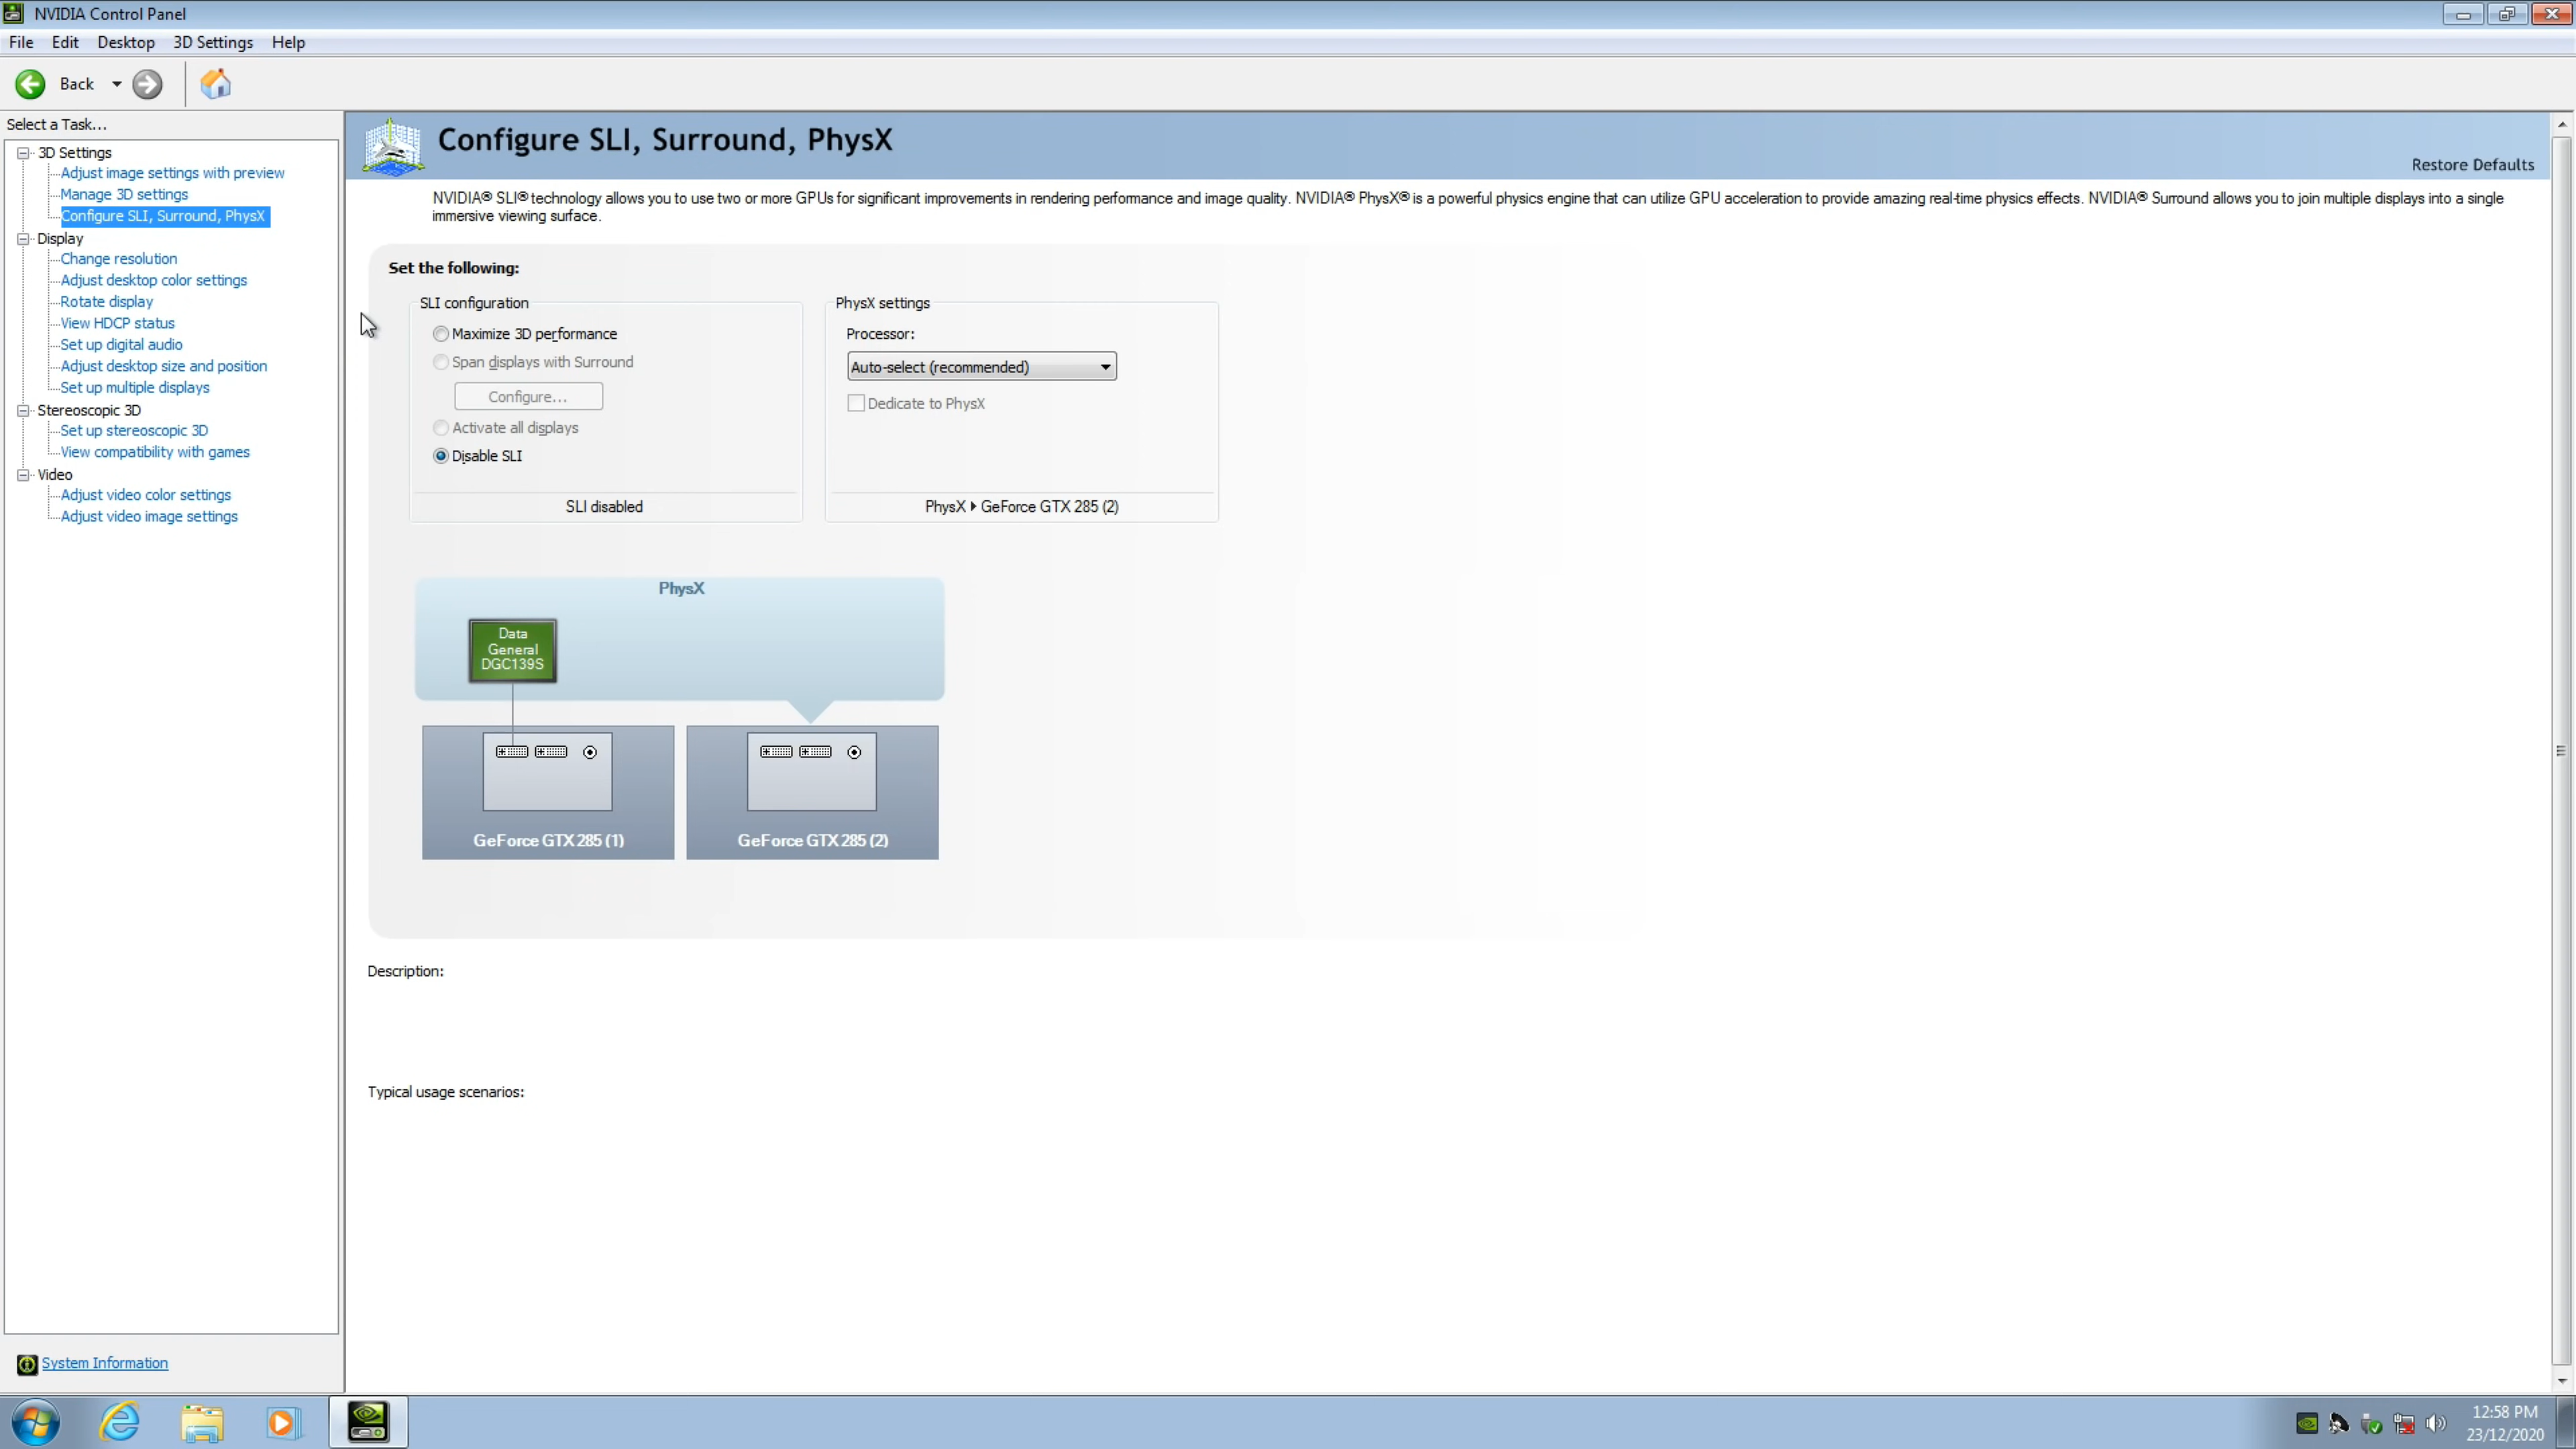 NVIDIA Control Panel
File Edit Desktop 3D Settings Help
Back
Select a Task...
3D Settings
Adjust image settings with preview
Manage 3D settings
Configure SLI, Surround, PhysX
Display
Change resolution
Adjust desktop color settings
Rotate display
View HDCP status
Set up digital audio
Adjust desktop size and position
Set up multiple displays
Stereoscopic 3D
Set up stereoscopic 3D
View compatibility with games
Video
Adjust video color settings
Adjust video image settings
System Information
Configure SLI, Surround, PhysX
Restore Defaults
NVIDIA® SLI® technology allows you to use two or more GPUs for significant improvements in rendering performance and image quality. NVIDIA® PhysX® is a powerful physics engine that can utilize GPU acceleration to provide amazing real-time physics effects. NVIDIA® Surround allows you to join multiple displays into a single
immersive viewing surface.
Set the following:
SLI configuration
Maximize 3D performance
Span displays with Surround
Configure...
Activate all displays
Disable SLI
SLI disabled
PhysX settings
Processor:
Auto-select (recommended)
Dedicate to PhysX
PhysX GeForce GTX 285 (2)
PhysX
Data
General
DGC139S
GeForce GTX 285 (1)
GeForce GTX 285 (2)
Description:
Typical usage scenarios:
12:58 PM
23/12/2020